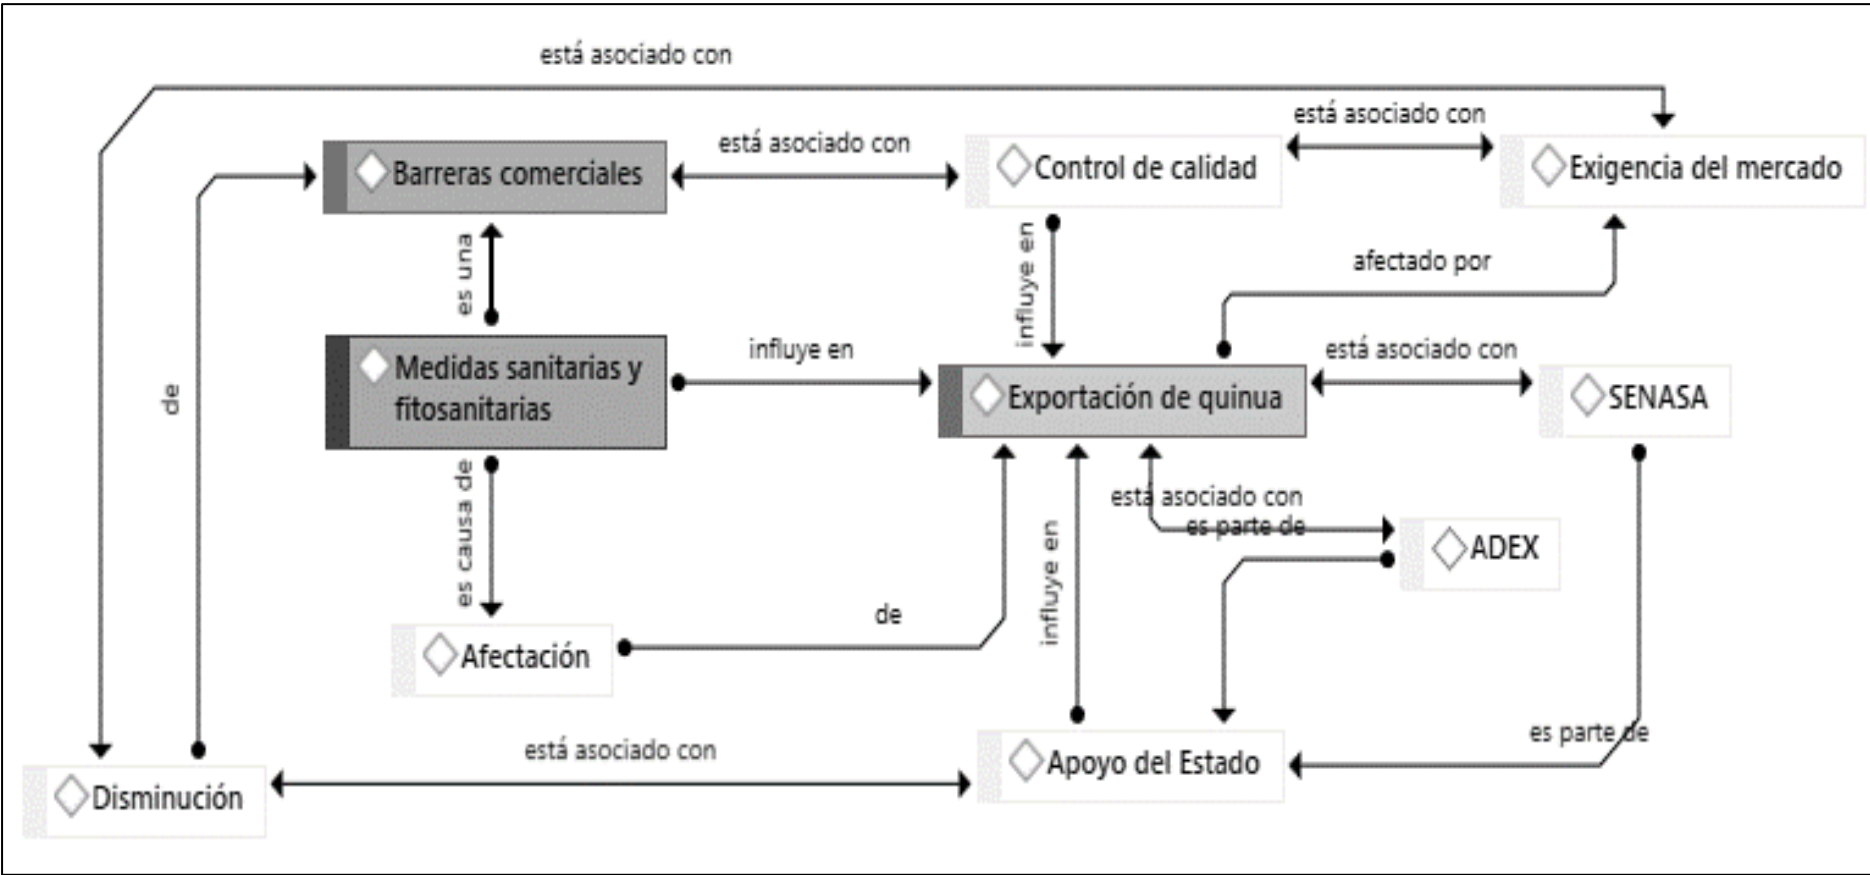 está asociado con
está asociado con
está asociado con
Barreras comerciales
Control de calidad
Exigencia del mercado
es una
influye en
afectado por
Medidas sanitarias y
fitosanitarias
influye en
está asociado con
Exportación de quinua
SENASA
de
es causa de
está asociado con
es parte de
ADEX
influye en
de
Afectación
es parte de
está asociado con
Apoyo del Estado
Disminución